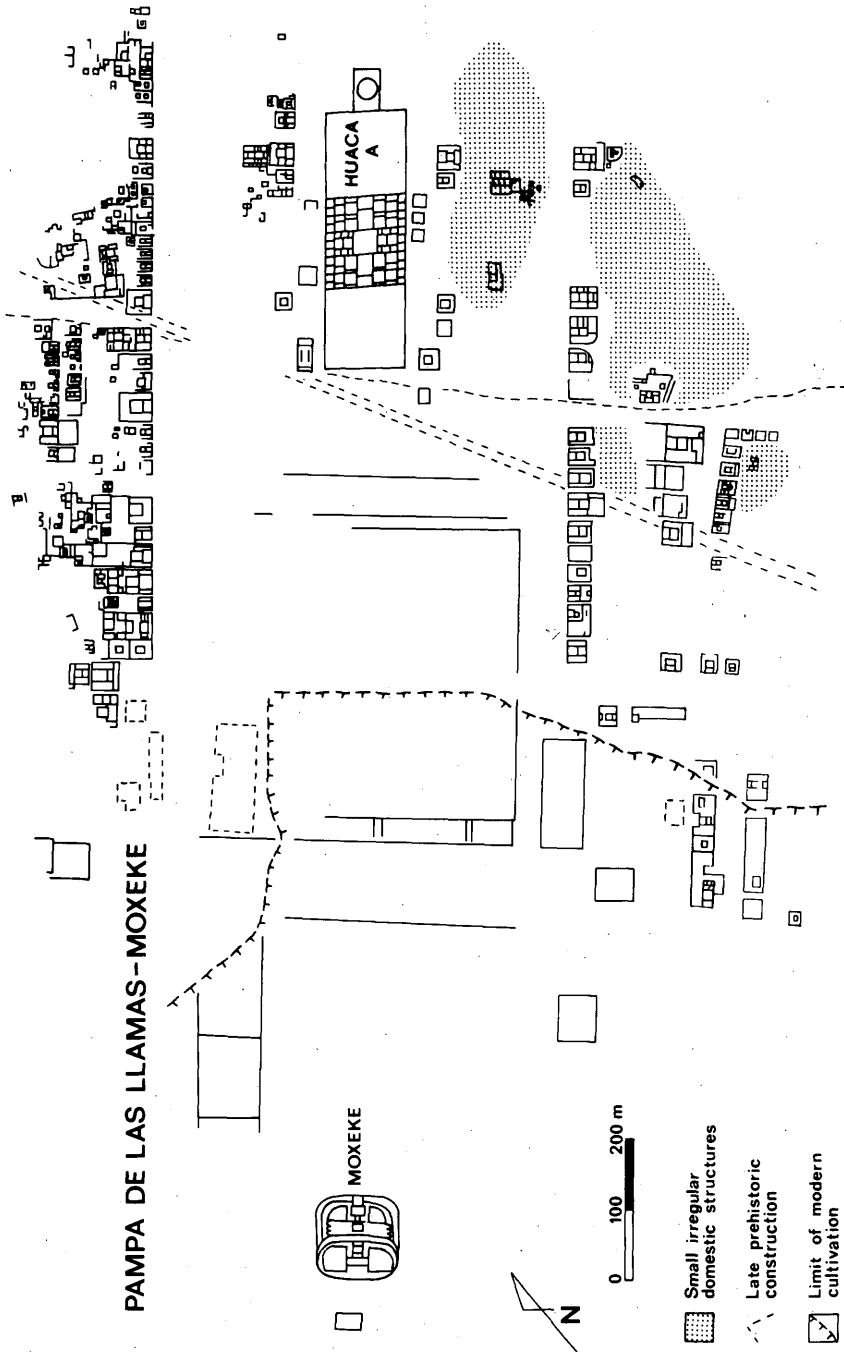 PAMPA DE LAS LLAMAS-MOXEKE
HUACA
A
MOXEKE
N
0 100 200 m
Small irregular
domestic structures
Late prehistoric
construction
Limit of modern
cultivation